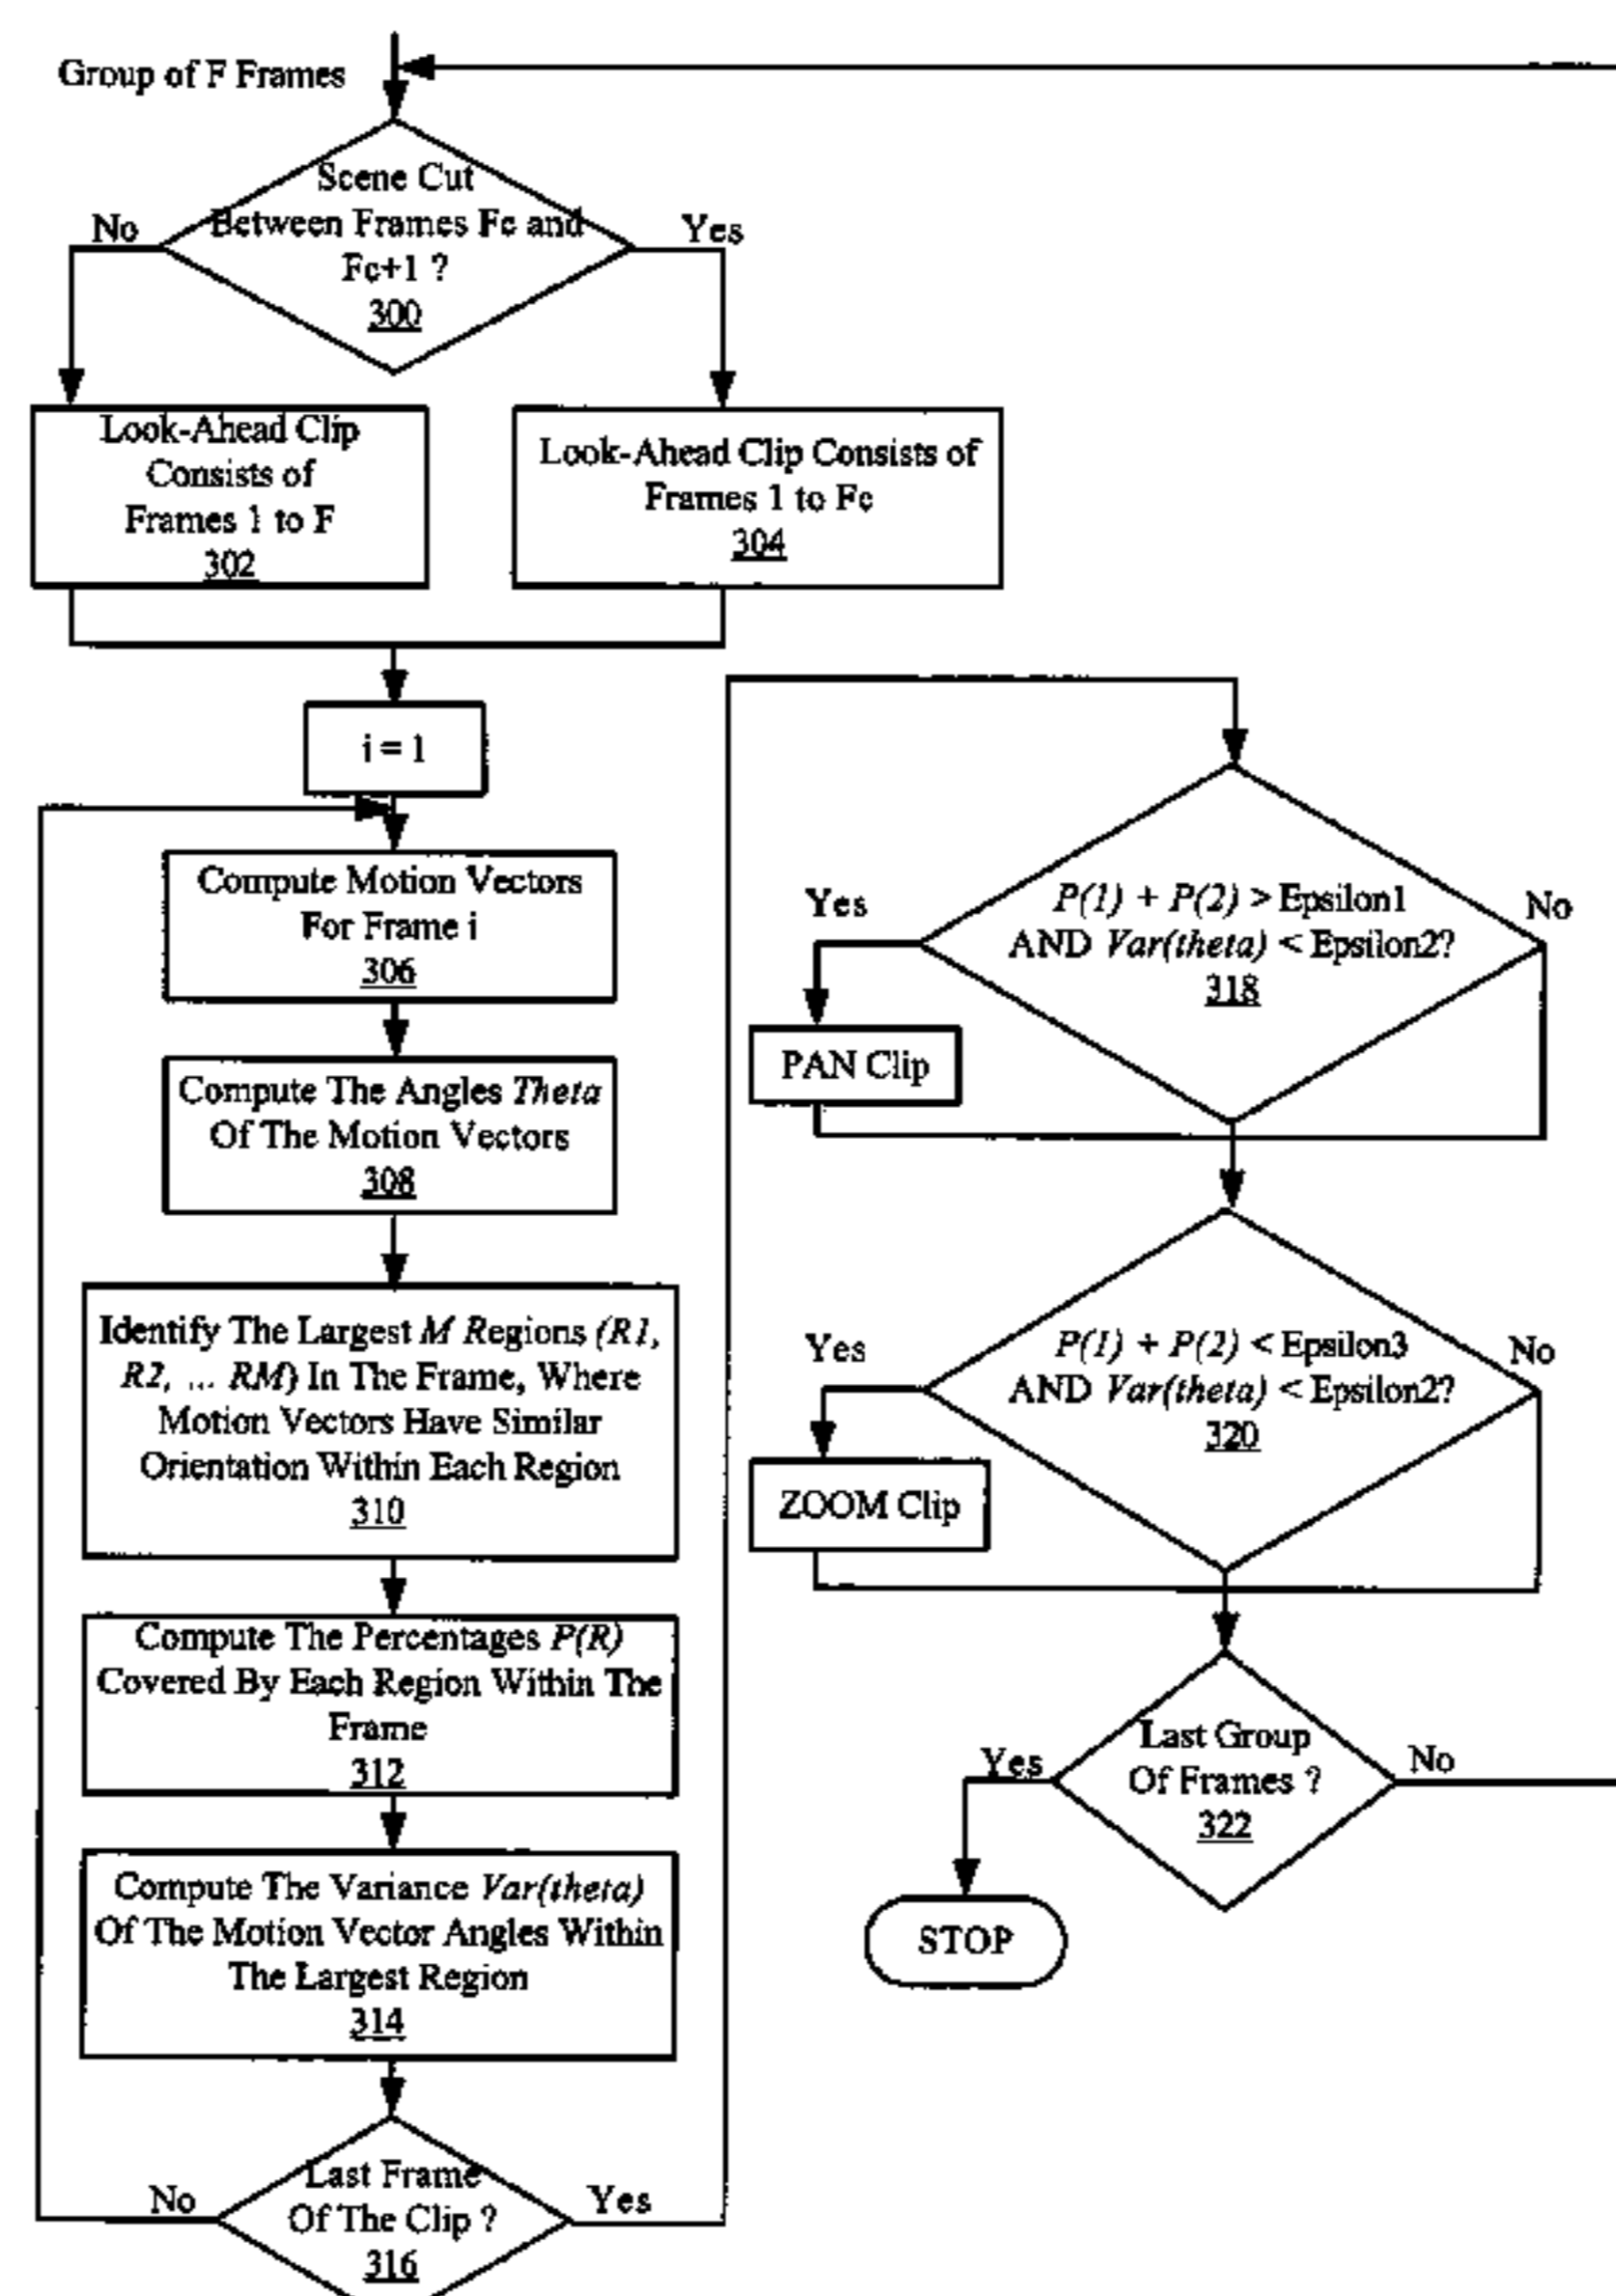 Group of F Frames
Scene Cut
Between Frames Fc and
Fc+1 ?
300
No
Yes
Look-Ahead Clip
Consists of
Frames 1 to F
302
Look-Ahead Clip Consists of
Frames 1 to Fc
304
i = 1
Compute Motion Vectors
For Frame i
306
Compute The Angles Theta
Of The Motion Vectors
308
Identify The Largest M Regions (R1,
R2, ... RM) In The Frame, Where
Motion Vectors Have Similar
Orientation Within Each Region
310
Compute The Percentages P(R)
Covered By Each Region Within The
Frame
312
Compute The Variance Var(theta)
Of The Motion Vector Angles Within
The Largest Region
314
Last Frame
Of The Clip ?
316
No
Yes
P(1) + P(2) > Epsilon1
AND Var(theta) < Epsilon2?
318
Yes
No
PAN Clip
P(1) + P(2) < Epsilon3
AND Var(theta) < Epsilon2?
320
Yes
No
ZOOM Clip
Last Group
Of Frames ?
322
Yes
No
STOP